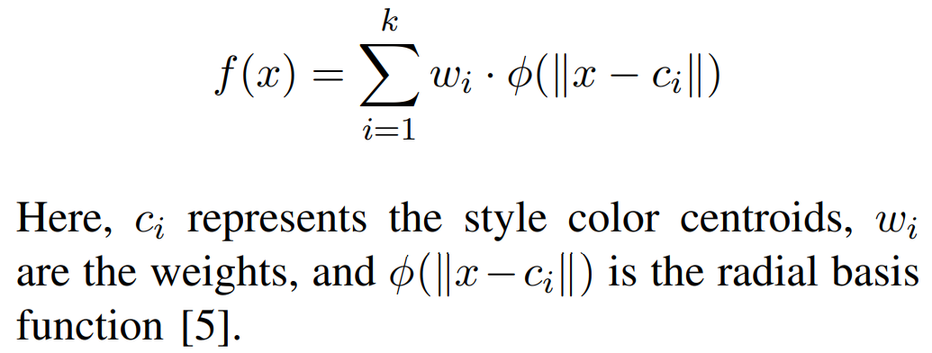 f(x) = \sum_{i=1}^{k} w_i · ϕ(∥x − c_i∥)
Here, c_i represents the style color centroids, w_i
are the weights, and ϕ(∥x − c_i∥) is the radial basis
function [5].